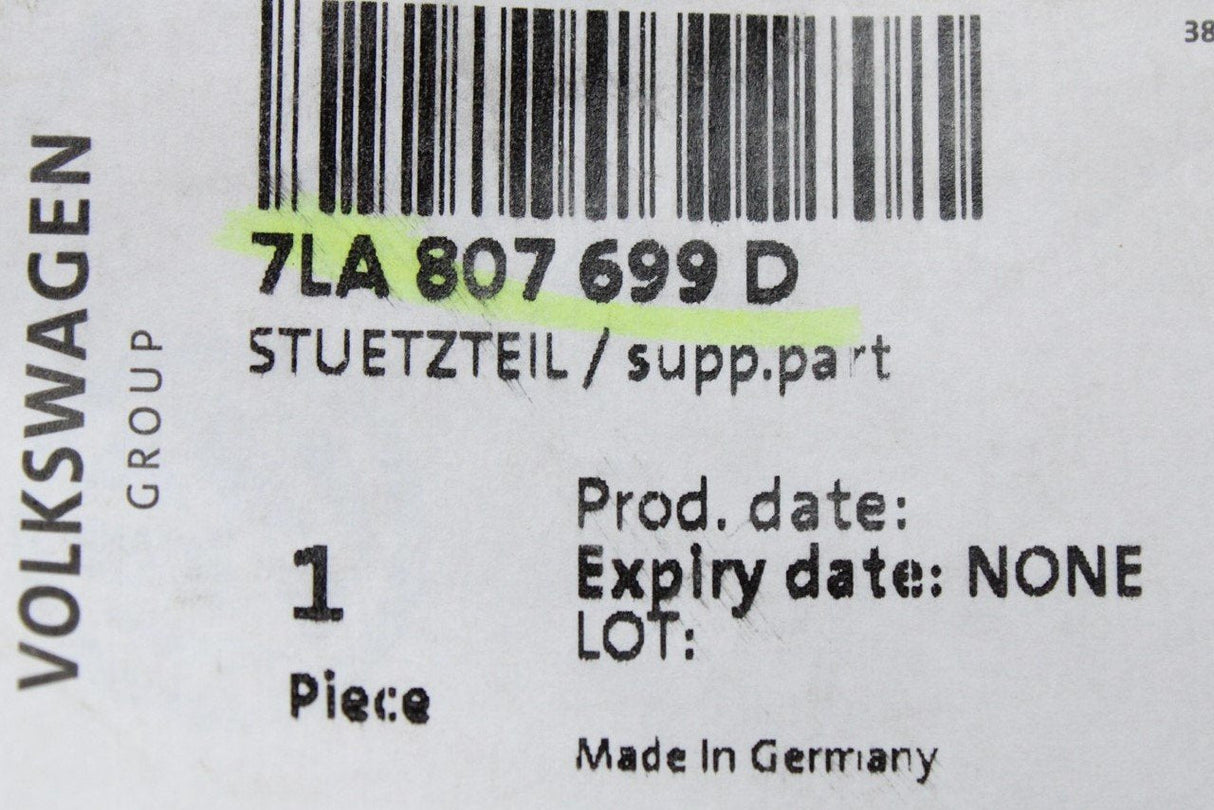 38
7LA 807 699 D
STUETZTEIL / supp.part
VOLKSWAGEN
GROUP
Prod. date:
1
Expiry date: NONE
LOT:
Piece
Made In Germany